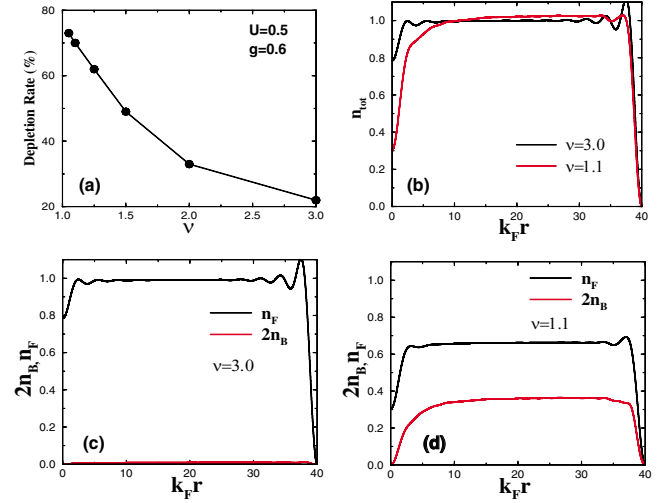 U=0.5
g=0.6
Depletion Rate (%)
80
60
40
20
(a)
1.0 1.5 2.0 2.5 3.0
ν
n_tot
1.0
0.8
0.6
0.4
0.2
0.0
ν=3.0
ν=1.1
(b)
0 10 20 30 40
k_F r
2n_B, n_F
1.0
0.8
0.6
0.4
0.2
0.0
n_F
2n_B
ν=3.0
(c)
0 10 20 30 40
k_F r
2n_B, n_F
1.0
0.8
0.6
0.4
0.2
0.0
n_F
2n_B
ν=1.1
(d)
0 10 20 30 40
k_F r